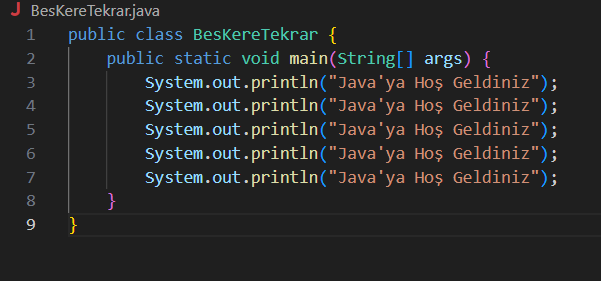 J BesKereTekrar.java
1 public class BesKereTekrar {
2 public static void main(String[] args) {
3 System.out.println("Java'ya Hoş Geldiniz");
4 System.out.println("Java'ya Hoş Geldiniz");
5 System.out.println("Java'ya Hoş Geldiniz");
6 System.out.println("Java'ya Hoş Geldiniz");
7 System.out.println("Java'ya Hoş Geldiniz");
8 }
9 }